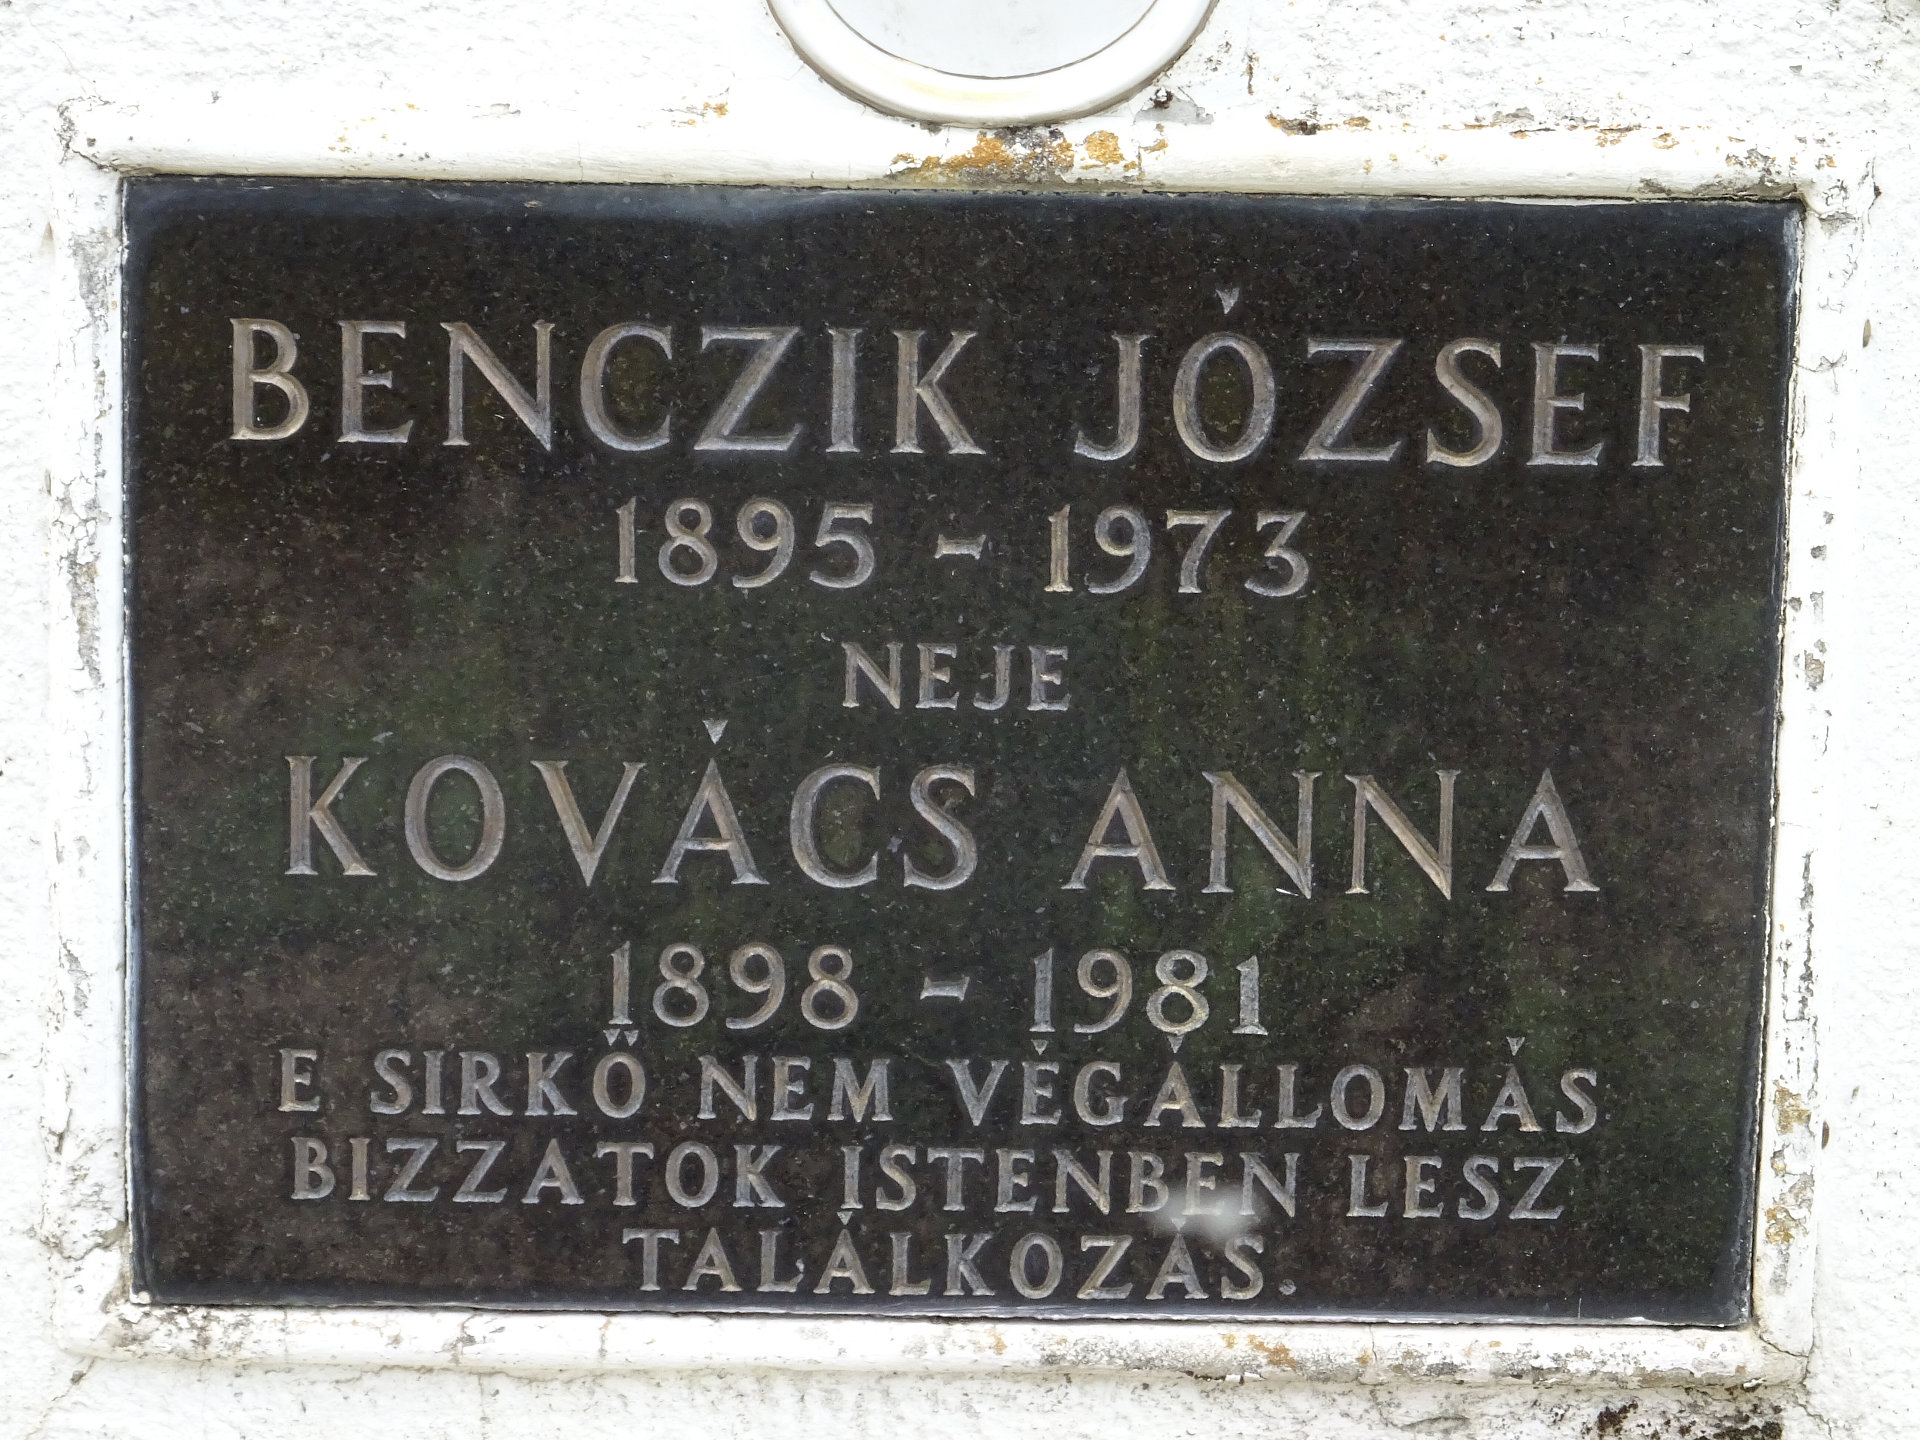 BENCZIK JÓZSEF
1895 - 1973
NEJE
KOVÁCS ANNA
1898 - 1981
E SIRKŐ NEM VÉGÁLLOMÁS
BIZZATOK ISTENBEN LESZ
TALÁLKOZÁS.